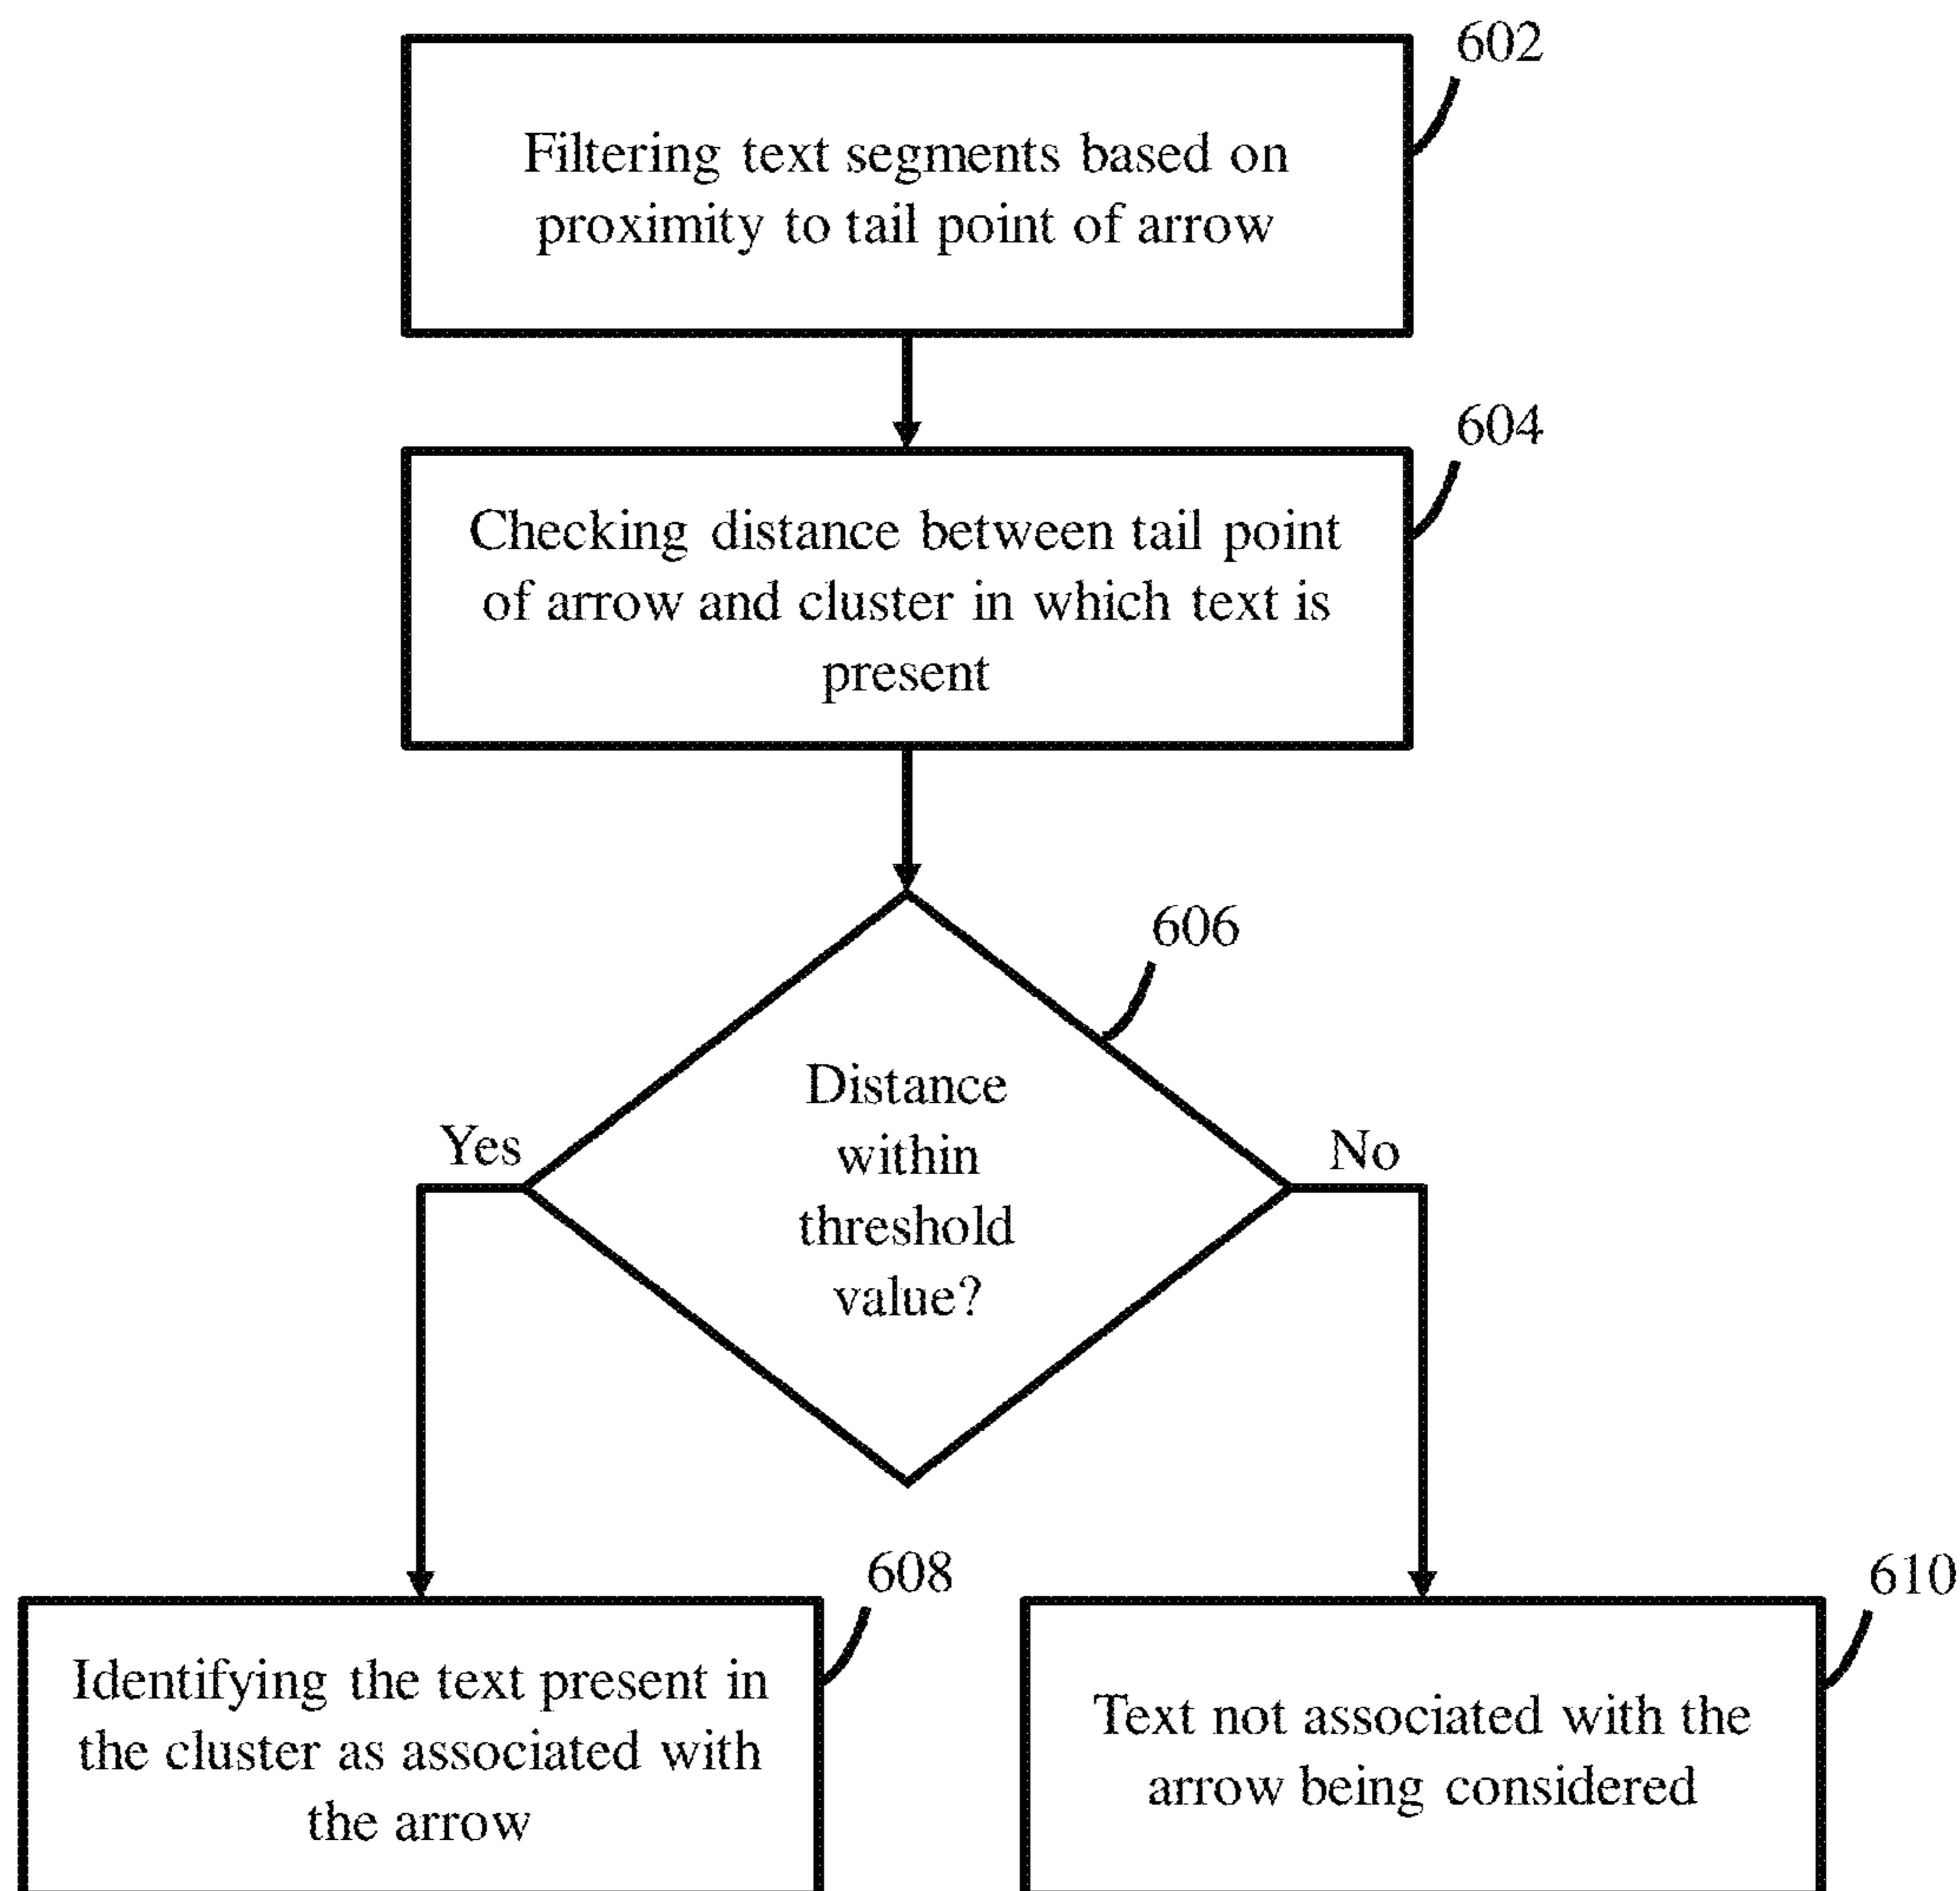 602
Filtering text segments based on
proximity to tail point of arrow
604
Checking distance between tail point
of arrow and cluster in which text is
present
606
Distance
within
threshold
value?
Yes
No
608
Identifying the text present in
the cluster as associated with
the arrow
610
Text not associated with the
arrow being considered